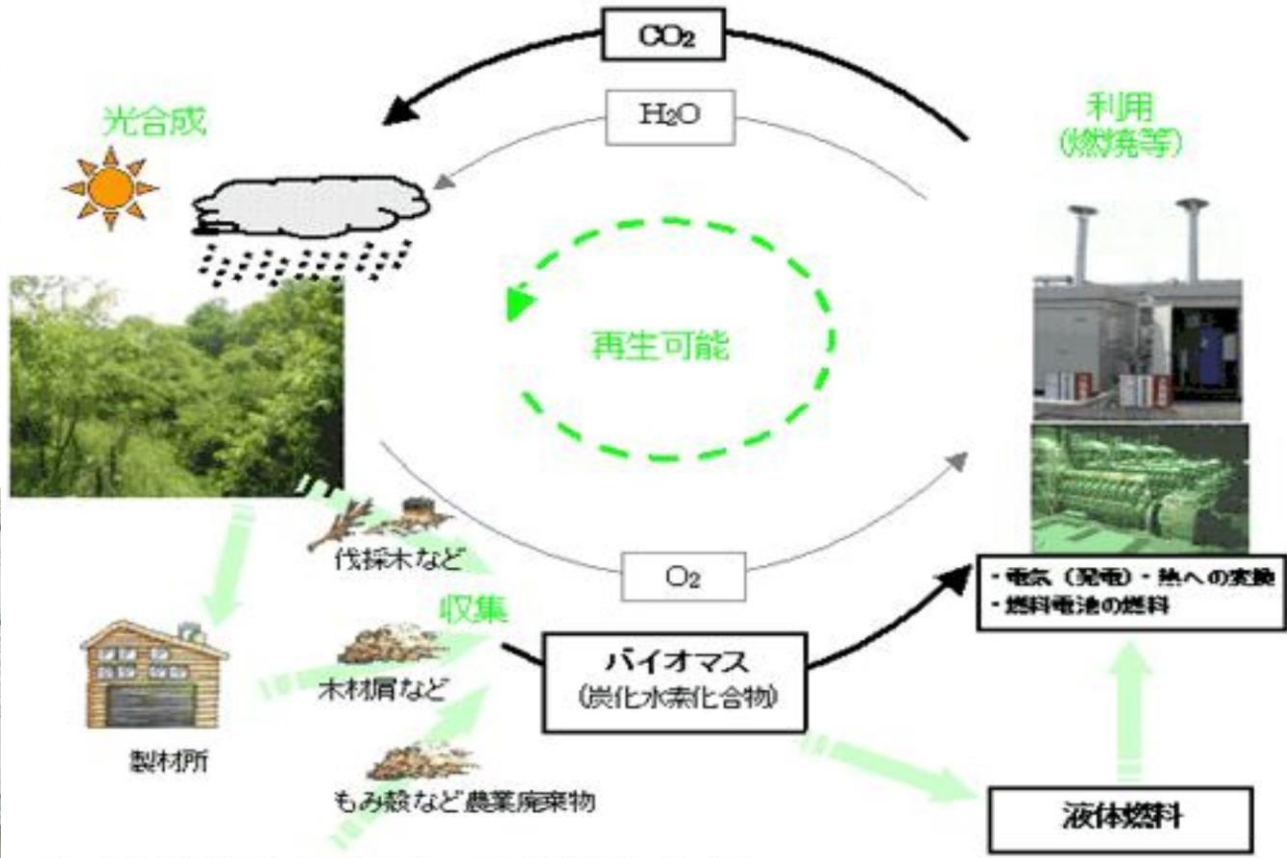 CO₂
H₂O
光合成
利用
(燃焼等)
再生可能
伐採木など
O₂
・電気（発電）・熱への変換
・燃料電池の燃料
収集
バイオマス
(炭化水素化合物)
木材屑など
製材所
もみ殻など農業廃棄物
液体燃料